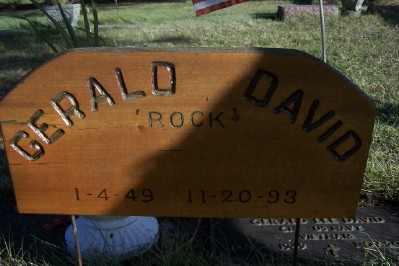 GERALD DAVID
'ROCK'
1-4-49 11-20-93